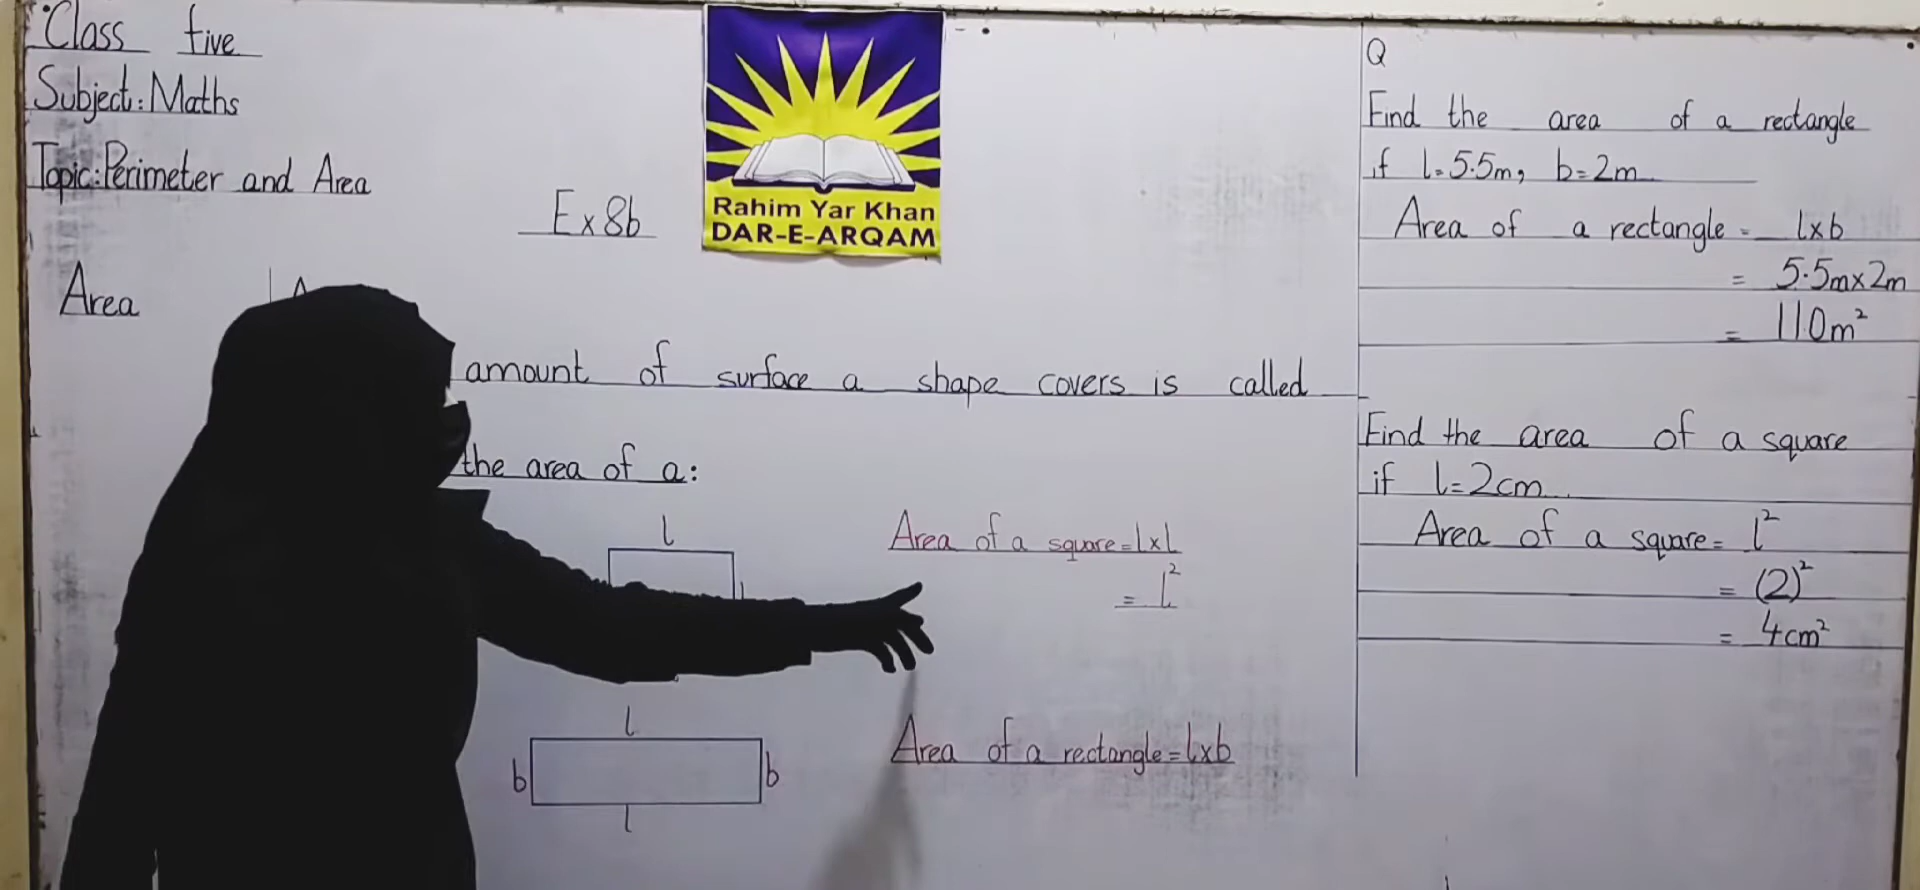 Class five
Subject: Maths
Topic: Perimeter and Area
Ex 8b
Rahim Yar Khan
DAR-E-ARQAM
Area
amount of surface a shape covers is called
the area of a:
l
Area of a square = l×l
= l²
l
b
b
l
Area of a rectangle = l×b
Q
Find the area of a rectangle
if l=5.5m, b=2m
Area of a rectangle = l×b
= 5.5m×2m
= 11.0m²
Find the area of a square
if l=2cm
Area of a square = l²
= (2)²
= 4cm²